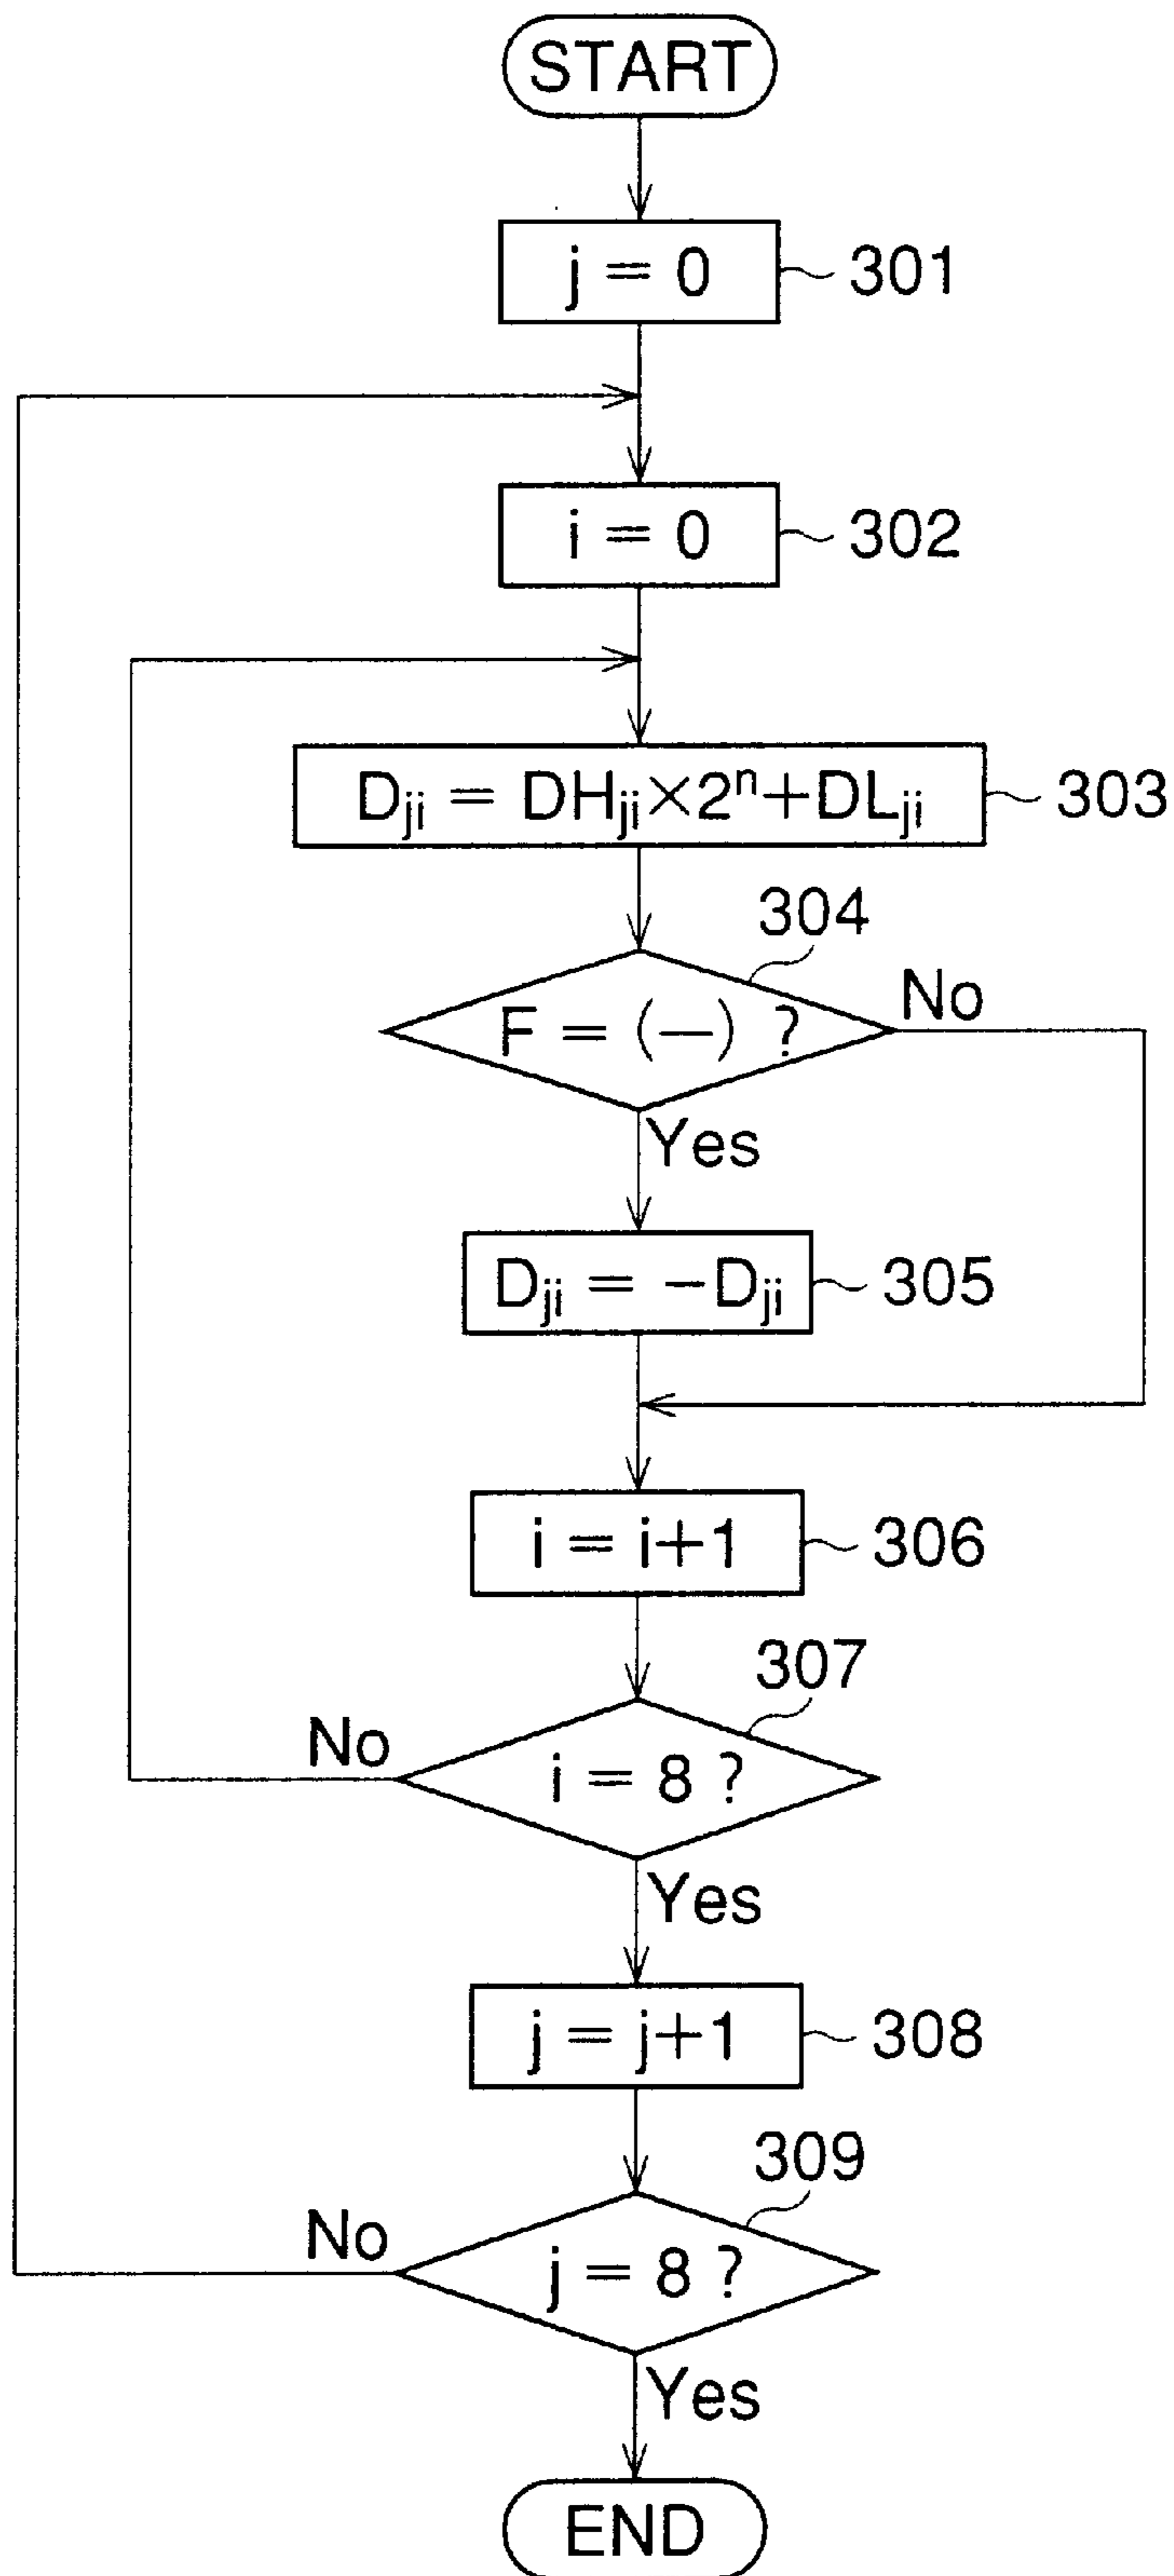 START
j = 0
301
i = 0
302
Dji = DHji×2ⁿ+DLji
303
304
F = (—) ?
No
Yes
Dji = −Dji
305
i = i+1
306
307
No
i = 8 ?
Yes
j = j+1
308
309
No
j = 8 ?
Yes
END